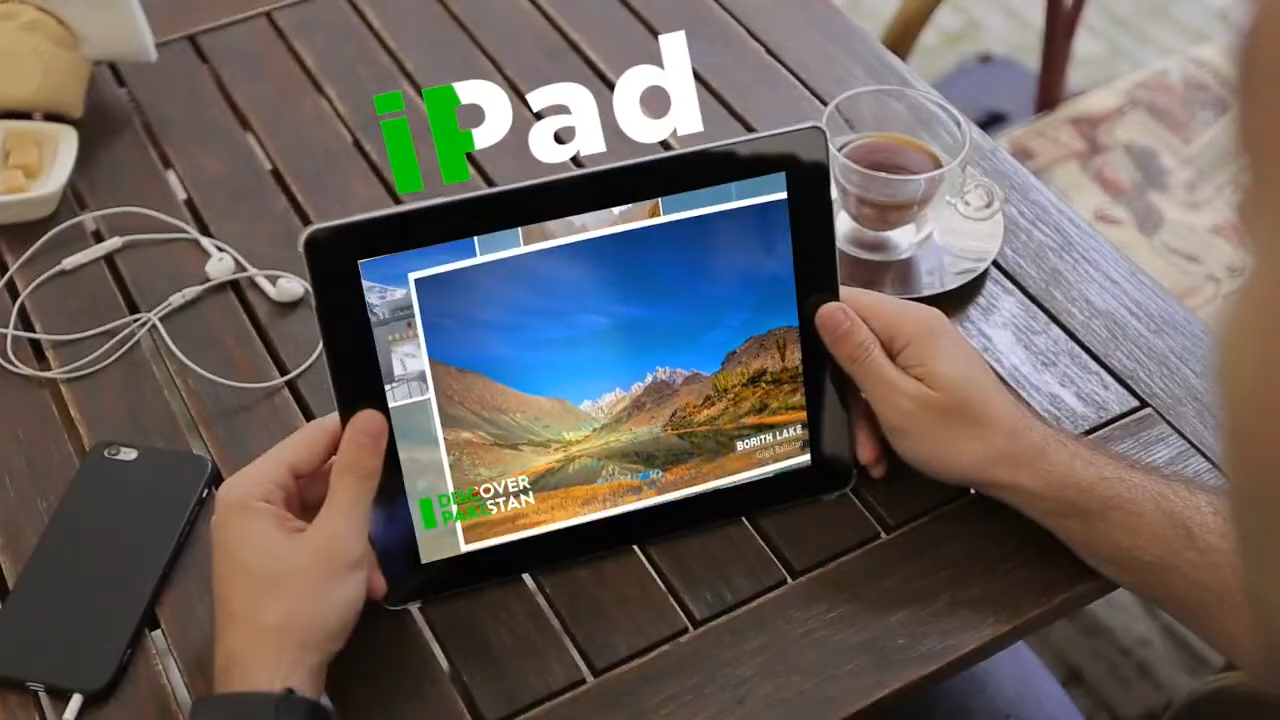 iPad
BORITH LAKE
Gilgit Baltistan
DISCOVER
PAKISTAN